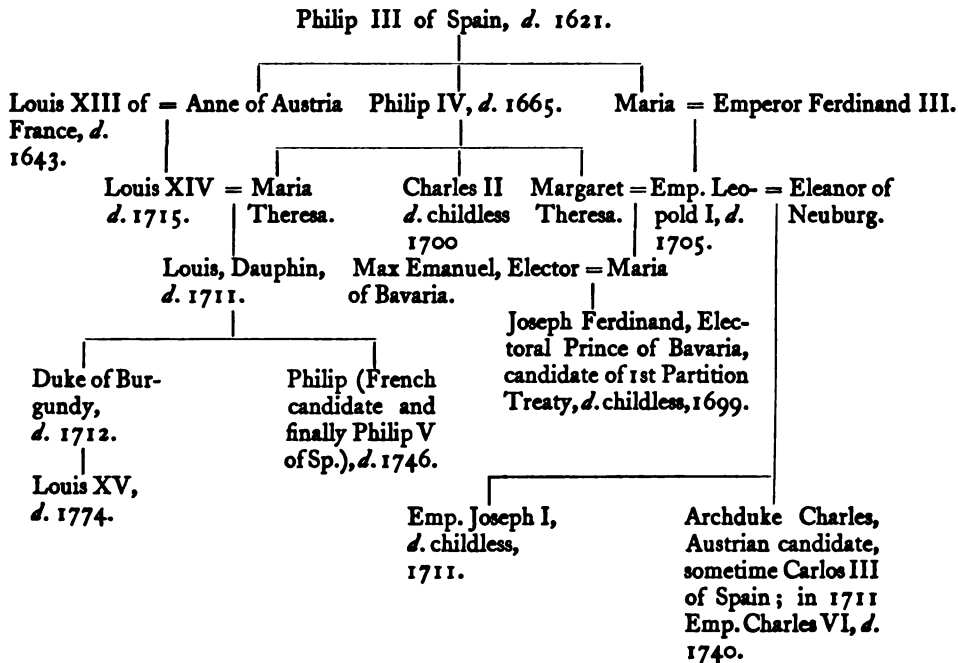 Philip III of Spain, d. 1621.
Louis XIII of = Anne of Austria Philip IV, d. 1665. Maria = Emperor Ferdinand III.
France, d.
1643.
Louis XIV = Maria Charles II Margaret = Emp. Leo- = Eleanor of
d. 1715. Theresa. d. childless Theresa. pold I, d. Neuburg.
1700 1705.
Louis, Dauphin, Max Emanuel, Elector = Maria
d. 1711. of Bavaria.
Joseph Ferdinand, Elec-
toral Prince of Bavaria,
candidate of 1st Partition
Treaty, d. childless, 1699.
Duke of Bur-
gundy,
d. 1712.
Philip (French
candidate and
finally Philip V
of Sp.), d. 1746.
Louis XV,
d. 1774.
Emp. Joseph I,
d. childless,
1711.
Archduke Charles,
Austrian candidate,
sometime Carlos III
of Spain; in 1711
Emp. Charles VI, d.
1740.